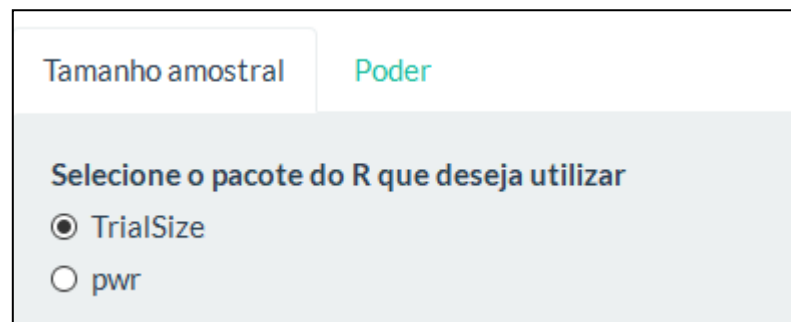 Tamanho amostral Poder
Selecione o pacote do R que deseja utilizar
TrialSize
pwr